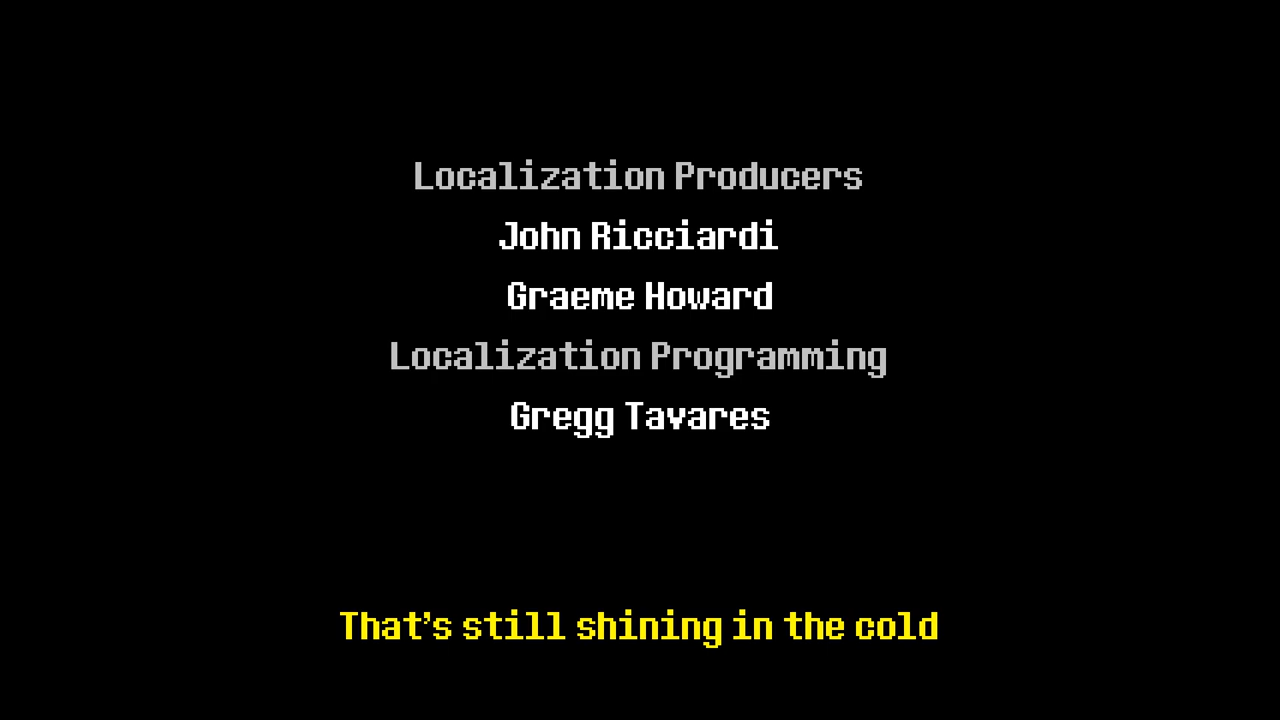 Localization Producers
John Ricciardi
Graeme Howard
Localization Programming
Gregg Tavares
That's still shining in the cold